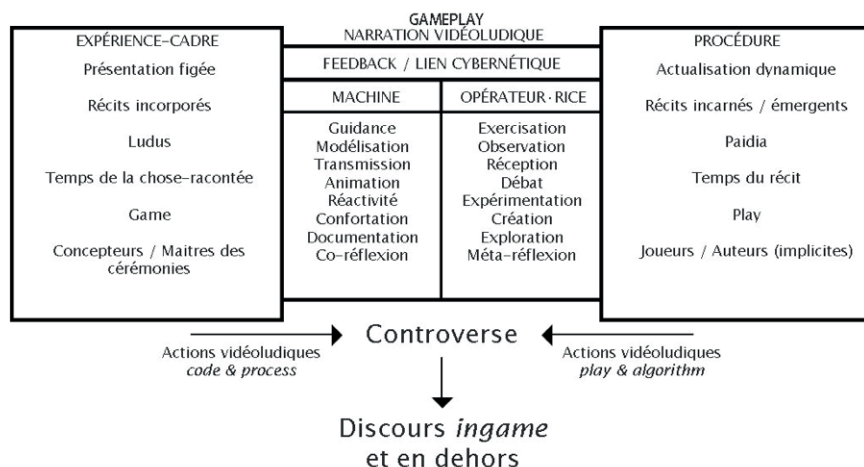 GAMEPLAY
NARRATION VIDÉOLUDIQUE
EXPÉRIENCE-CADRE
Présentation figée
Récits incorporés
Ludus
Temps de la chose-racontée
Game
Concepteurs / Maitres des
cérémonies
FEEDBACK / LIEN CYBERNÉTIQUE
MACHINE
Guidance
Modélisation
Transmission
Animation
Réactivité
Confortation
Documentation
Co-réflexion
OPÉRATEUR·RICE
Exercisation
Observation
Réception
Débat
Expérimentation
Création
Exploration
Méta-réflexion
PROCÉDURE
Actualisation dynamique
Récits incarnés / émergents
Paidia
Temps du récit
Play
Joueurs / Auteurs (implicites)
Actions vidéoludiques
code & process
Controverse
Actions vidéoludiques
play & algorithm
Discours ingame
et en dehors